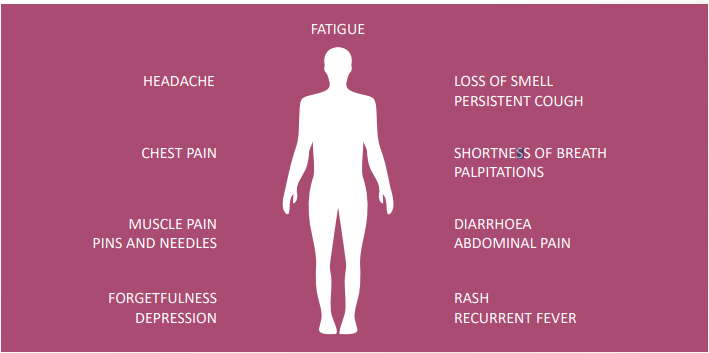 FATIGUE
HEADACHE
LOSS OF SMELL
PERSISTENT COUGH
CHEST PAIN
SHORTNESS OF BREATH
PALPITATIONS
MUSCLE PAIN
PINS AND NEEDLES
DIARRHOEA
ABDOMINAL PAIN
FORGETFULNESS
DEPRESSION
RASH
RECURRENT FEVER